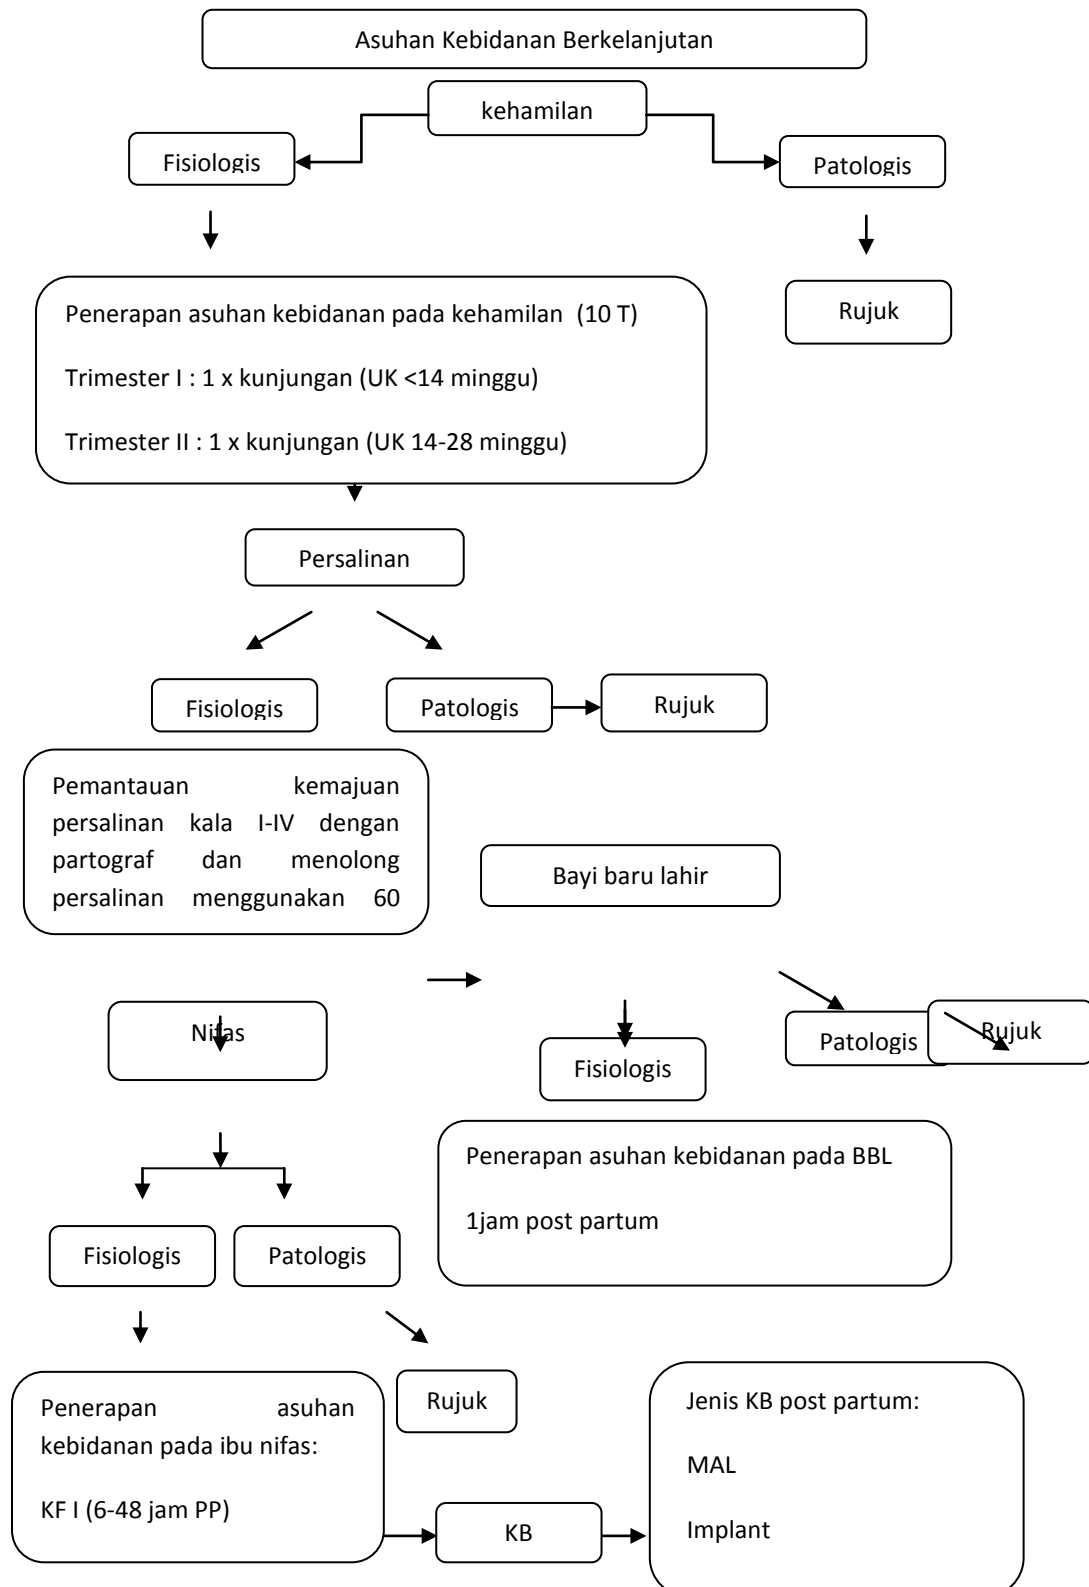 Asuhan Kebidanan Berkelanjutan
kehamilan
Fisiologis
Patologis
Rujuk
Penerapan asuhan kebidanan pada kehamilan (10 T)
Trimester I : 1 x kunjungan (UK <14 minggu)
Trimester II : 1 x kunjungan (UK 14-28 minggu)
Persalinan
Fisiologis
Patologis
Rujuk
Pemantauan kemajuan
persalinan kala I-IV dengan
partograf dan menolong
persalinan menggunakan 60
Bayi baru lahir
Nifas
Fisiologis
Patologis
Rujuk
Penerapan asuhan kebidanan pada BBL
1jam post partum
Fisiologis
Patologis
Rujuk
Penerapan asuhan
kebidanan pada ibu nifas:
KF I (6-48 jam PP)
KB
Jenis KB post partum:
MAL
Implant